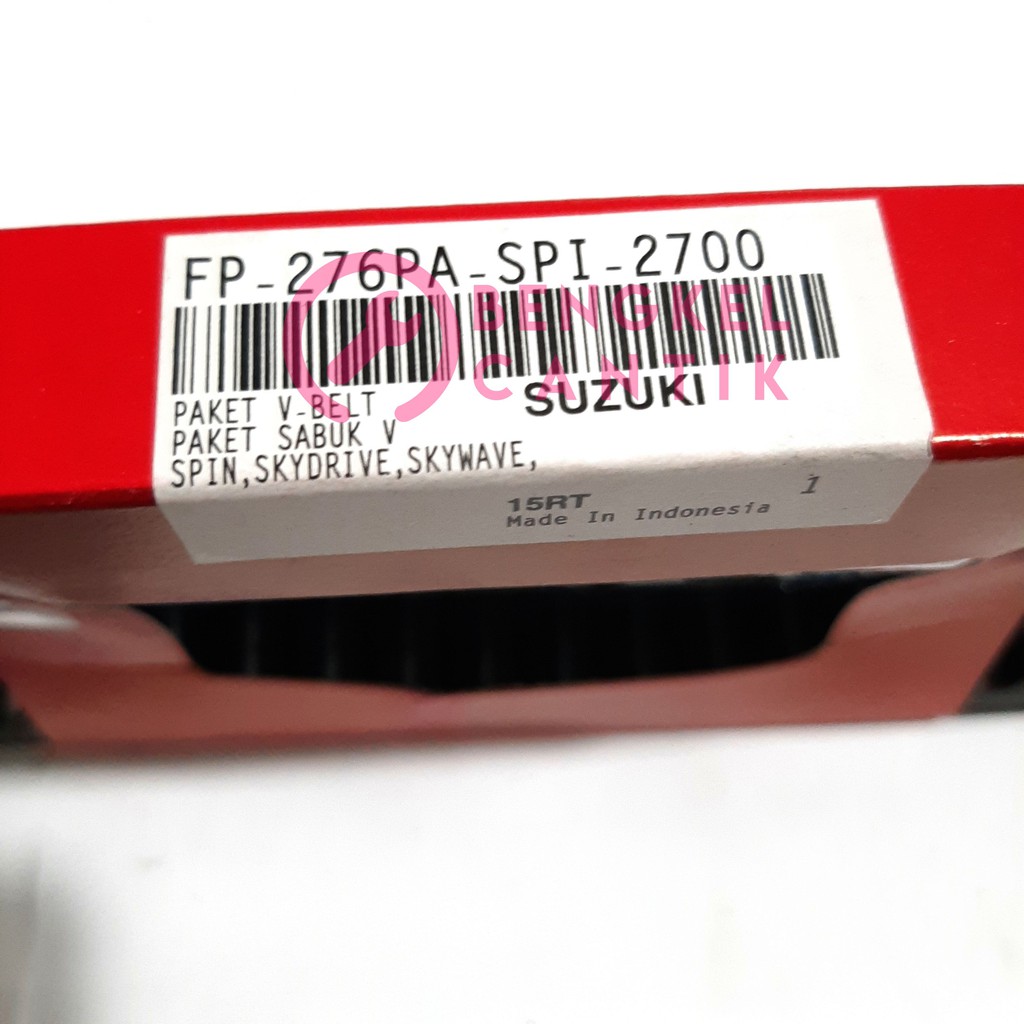 FP-276PA-SPI-2700
BENGKEL
CANTIK
SUZUKI
PAKET V-BELT
PAKET SABUK V
SPIN,SKYDRIVE,SKYWAVE,
15RT
1
Made In Indonesia